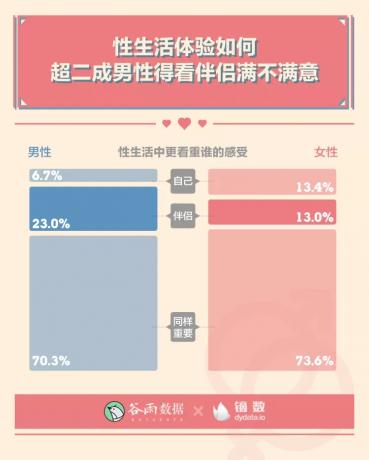 性生活体验如何
超二成男性得看伴侣满不满意
男性
性生活中更看重谁的感受
女性
6.7%
自己
13.4%
23.0%
伴侣
13.0%
同样
重要
70.3%
73.6%
谷雨数据
×
镝数
dydata.io